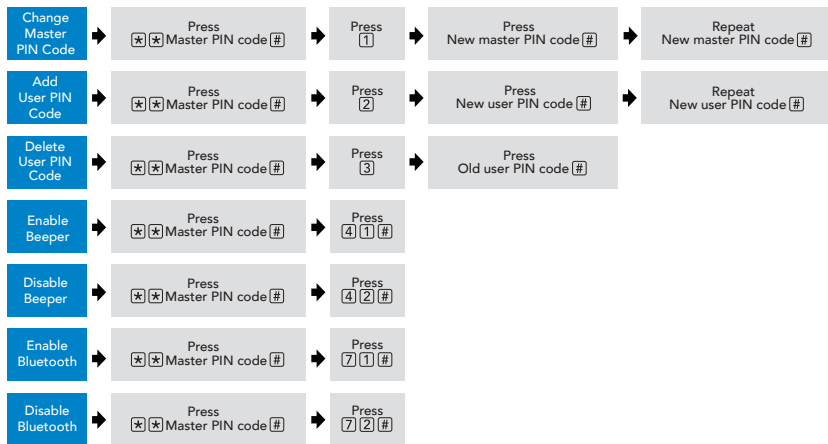 Change
Master
PIN Code
Press
**Master PIN code#
Press
1
Press
New master PIN code#
Repeat
New master PIN code#
Add
User PIN
Code
Press
**Master PIN code#
Press
2
Press
New user PIN code#
Repeat
New user PIN code#
Delete
User PIN
Code
Press
**Master PIN code#
Press
3
Press
Old user PIN code#
Enable
Beeper
Press
**Master PIN code#
Press
41#
Disable
Beeper
Press
**Master PIN code#
Press
42#
Enable
Bluetooth
Press
**Master PIN code#
Press
71#
Disable
Bluetooth
Press
**Master PIN code#
Press
72#